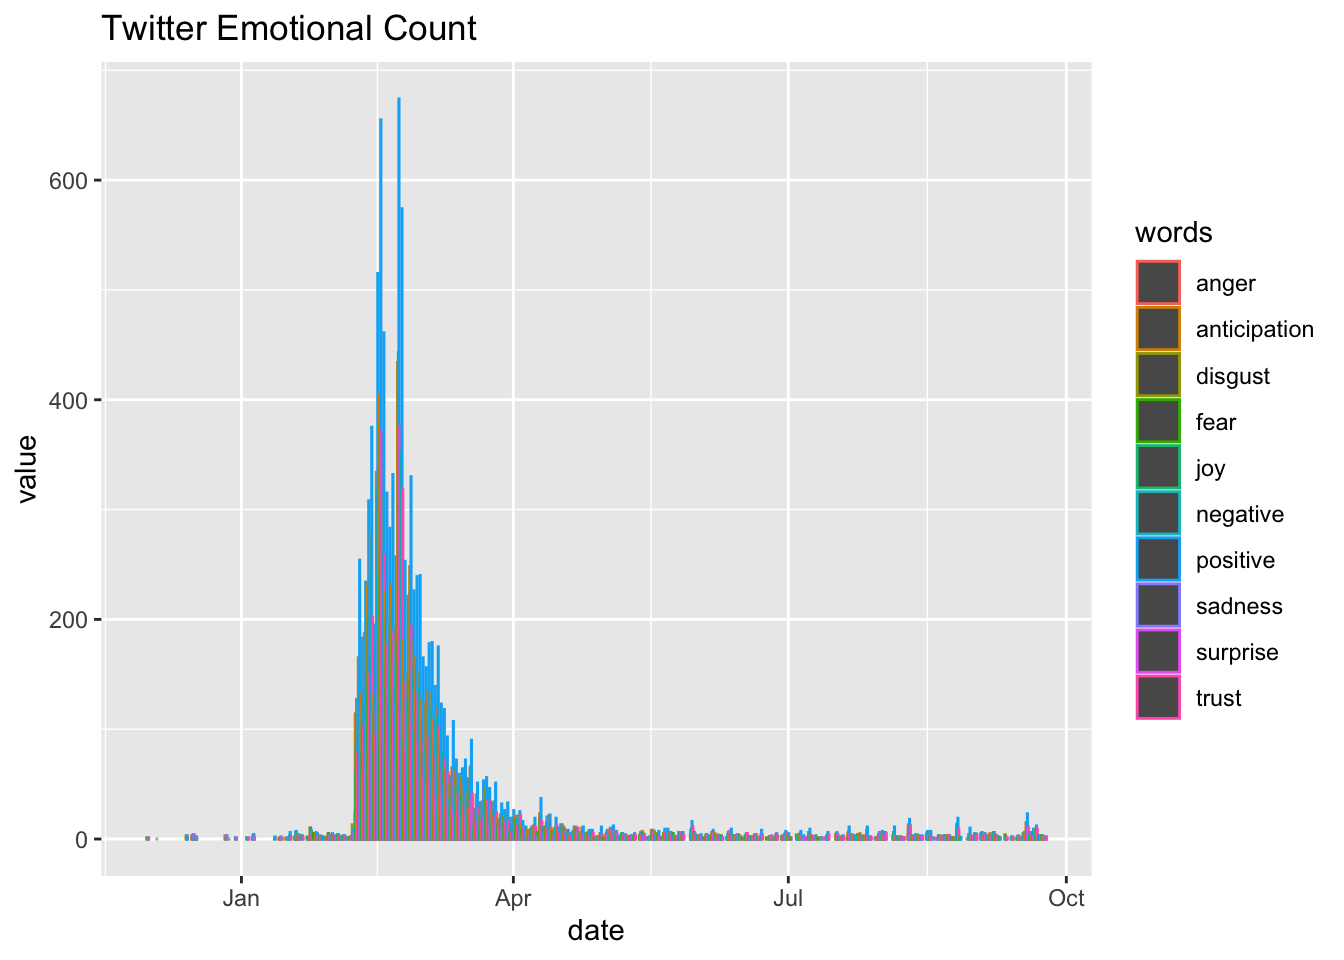 Twitter Emotional Count
600
400
200
0
value
Jan
Apr
Jul
Oct
date
words
anger
anticipation
disgust
fear
joy
negative
positive
sadness
surprise
trust